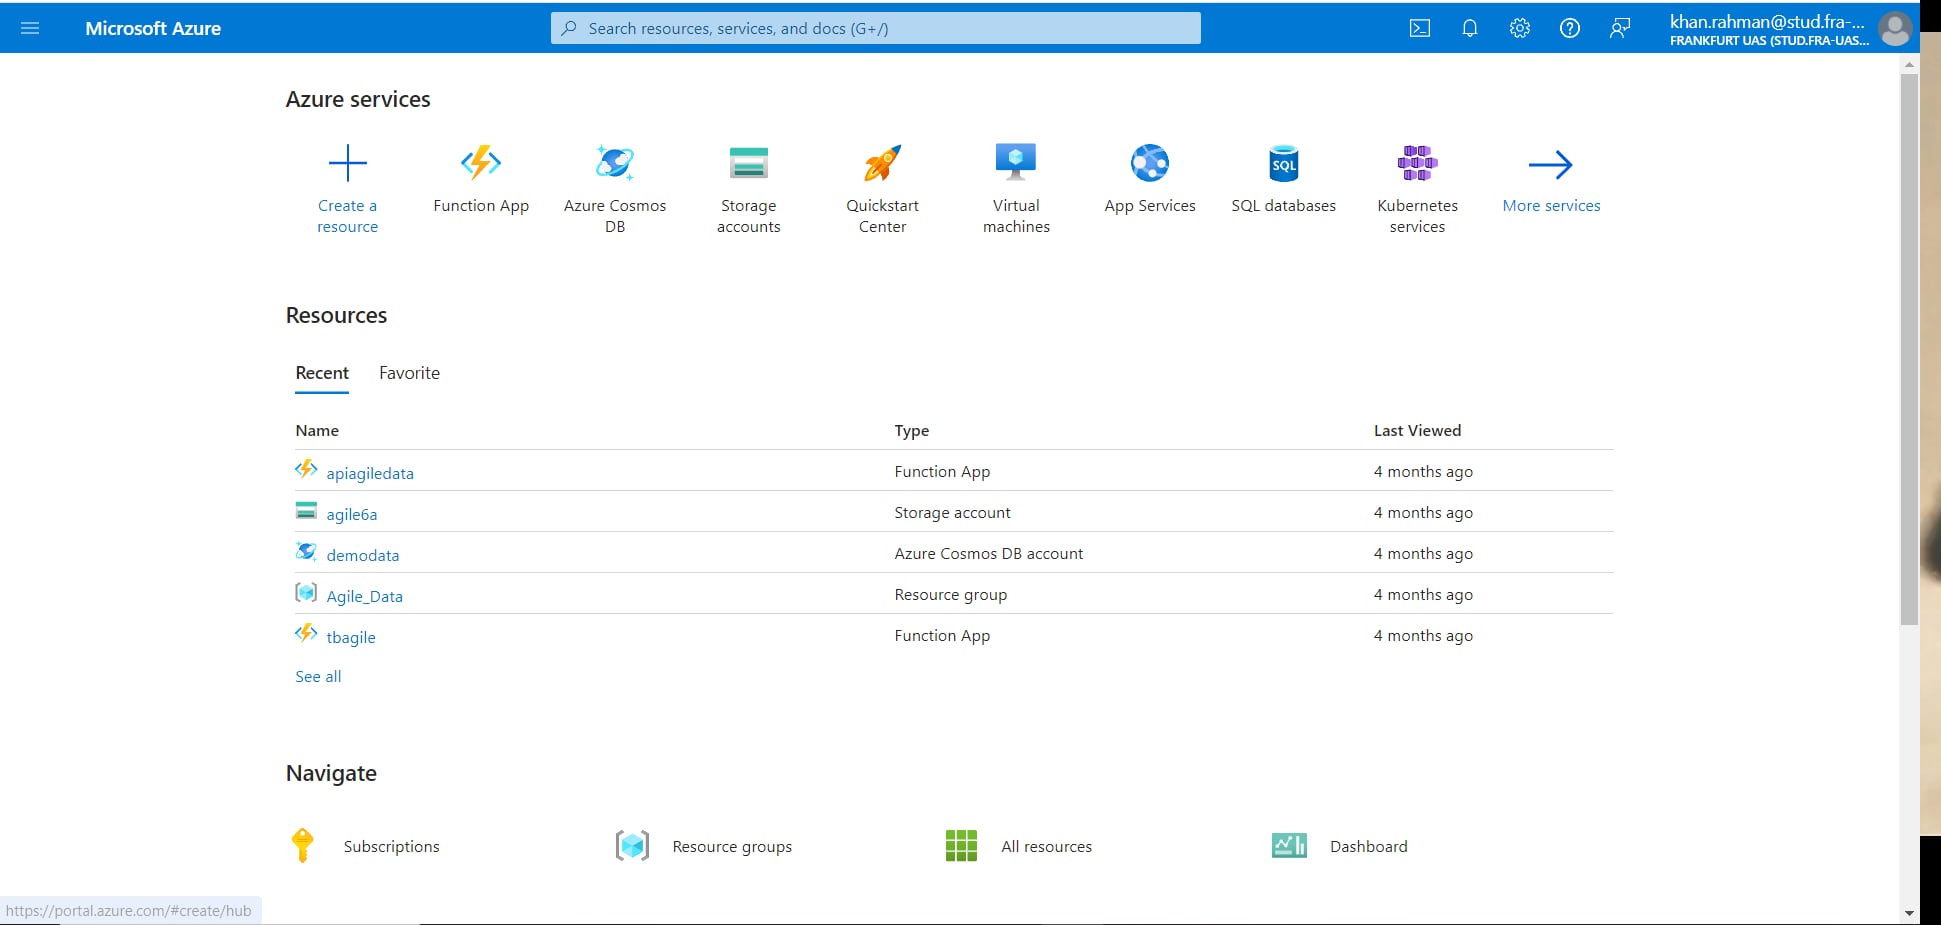 Microsoft Azure
Search resources, services, and docs (G+/)
khan.rahman@stud.fra-...
FRANKFURT UAS (STUD.FRA-UAS...
Azure services
Create a resource
Function App
Azure Cosmos DB
Storage accounts
Quickstart Center
Virtual machines
App Services
SQL
SQL databases
Kubernetes services
More services
Resources
Recent Favorite
Name Type Last Viewed
apiagiledata Function App 4 months ago
agile6a Storage account 4 months ago
demodata Azure Cosmos DB account 4 months ago
Agile_Data Resource group 4 months ago
tbagile Function App 4 months ago
See all
Navigate
Subscriptions Resource groups All resources Dashboard
https://portal.azure.com/#create/hub